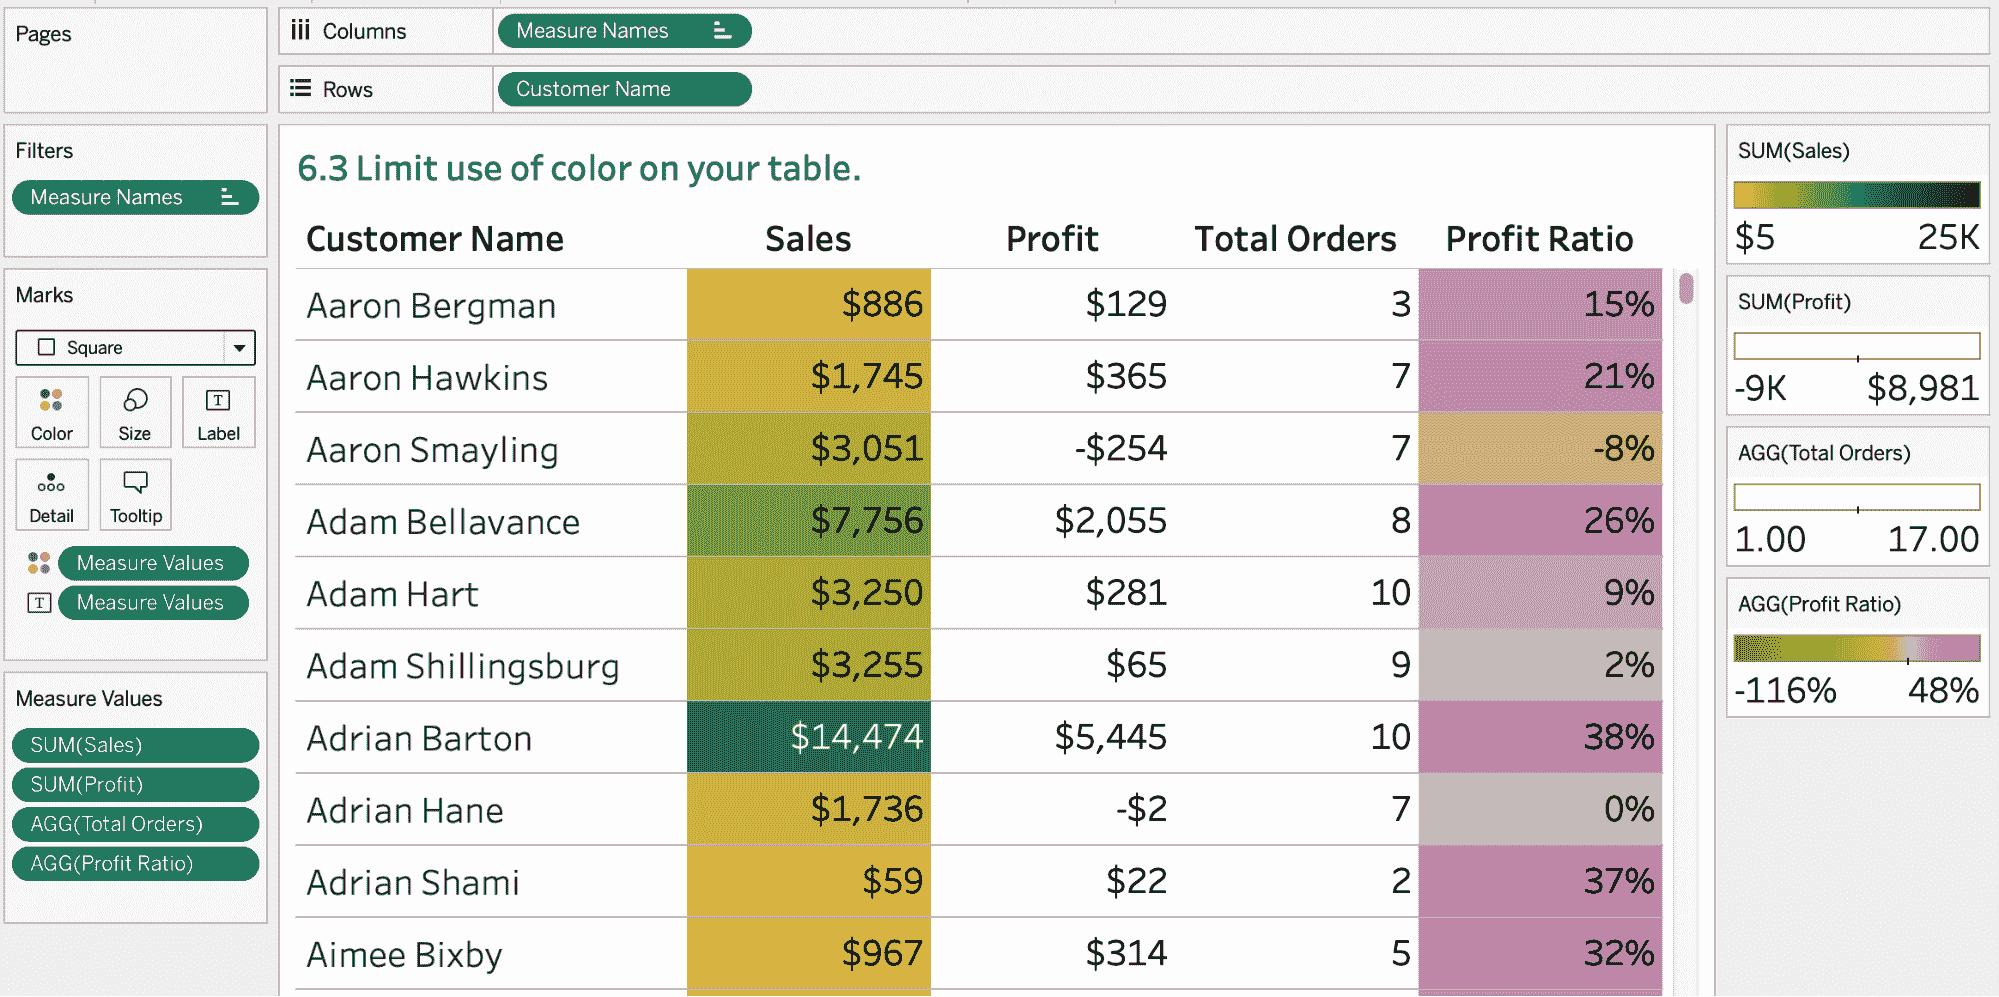 Pages
Columns
Measure Names
Rows
Customer Name
Filters
Measure Names
Marks
Square
Color
Size
T
Label
Detail
Tooltip
Measure Values
T
Measure Values
Measure Values
SUM(Sales)
SUM(Profit)
AGG(Total Orders)
AGG(Profit Ratio)
6.3 Limit use of color on your table.
Customer Name Sales Profit Total Orders Profit Ratio
Aaron Bergman $886 $129 3 15%
Aaron Hawkins $1,745 $365 7 21%
Aaron Smayling $3,051 -$254 7 -8%
Adam Bellavance $7,756 $2,055 8 26%
Adam Hart $3,250 $281 10 9%
Adam Shillingsburg $3,255 $65 9 2%
Adrian Barton $14,474 $5,445 10 38%
Adrian Hane $1,736 -$2 7 0%
Adrian Shami $59 $22 2 37%
Aimee Bixby $967 $314 5 32%
SUM(Sales)
$5 25K
SUM(Profit)
-9K $8,981
AGG(Total Orders)
1.00 17.00
AGG(Profit Ratio)
-116% 48%